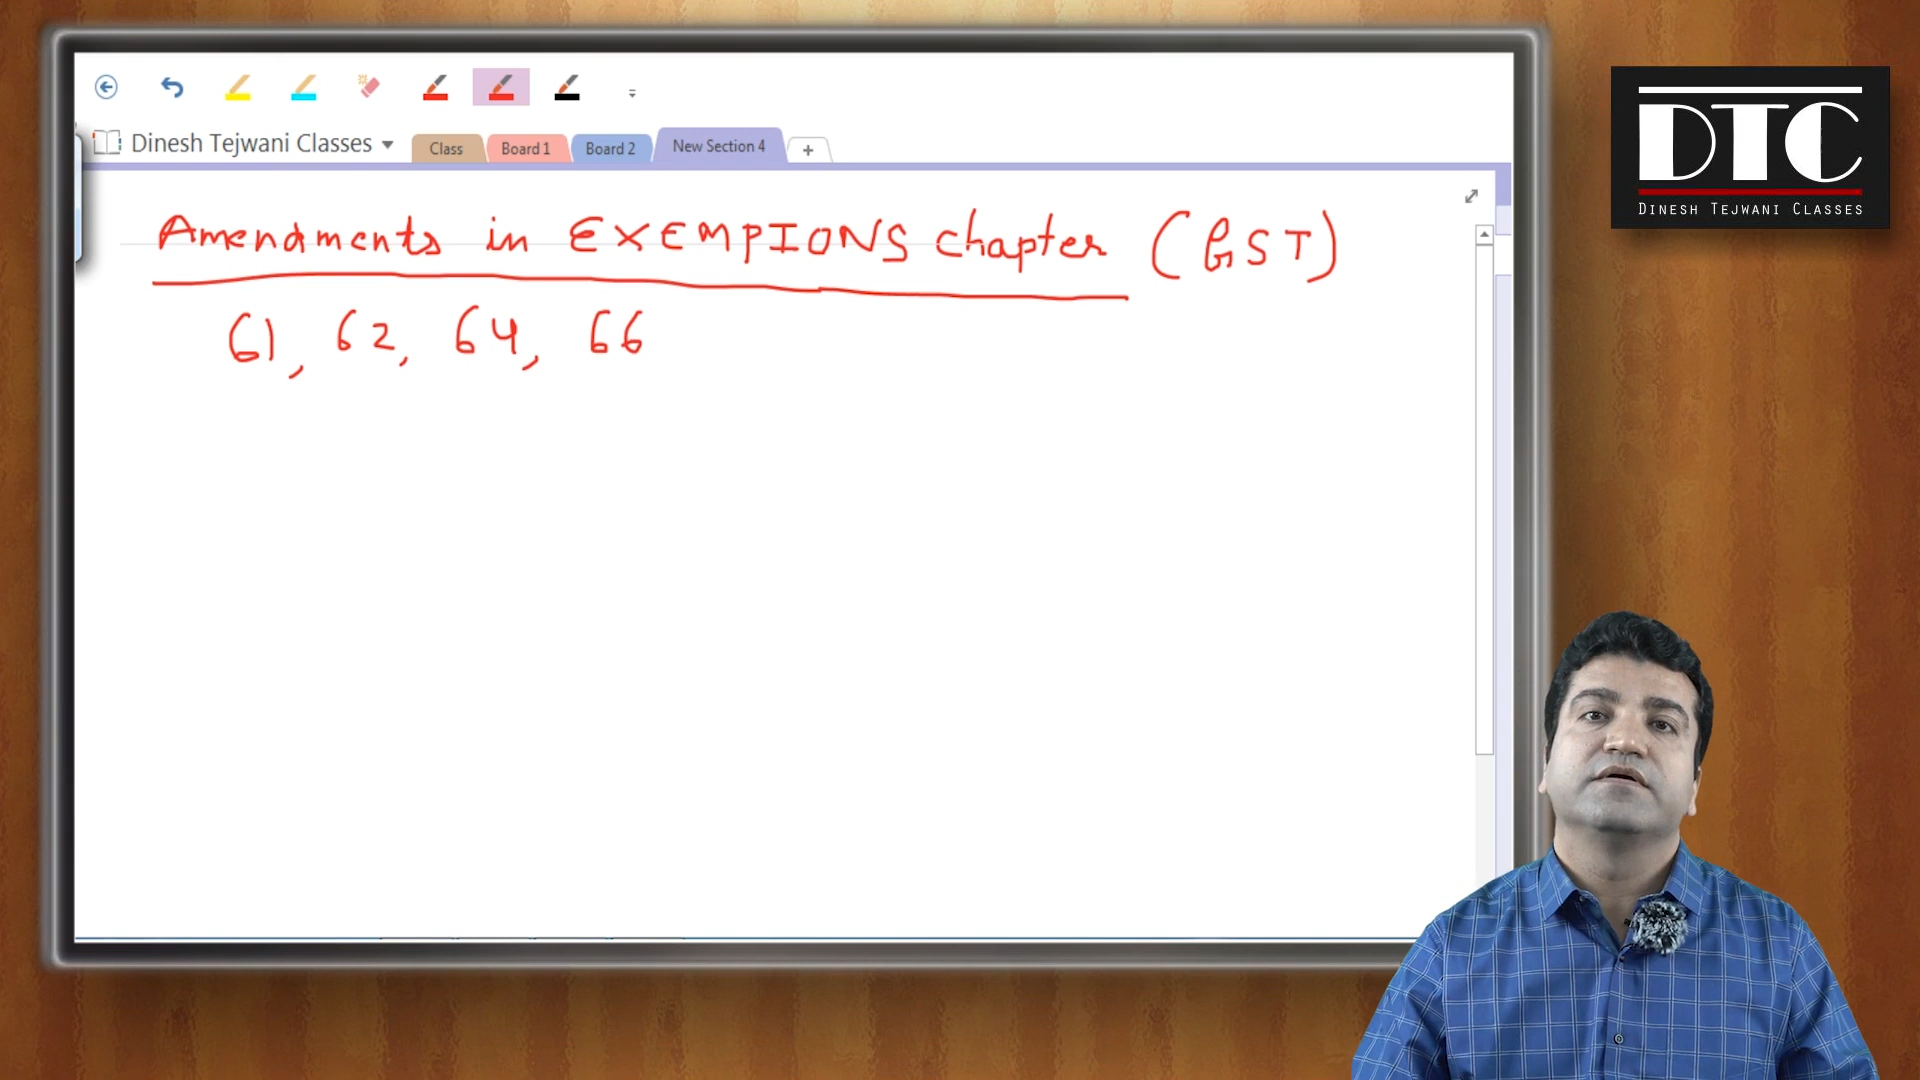 Dinesh Tejwani Classes
Class
Board 1
Board 2
New Section 4
+
Amendments in EXEMPIONS chapter (GST)
61, 62, 64, 66
DTC
DINESH TEJWANI CLASSES